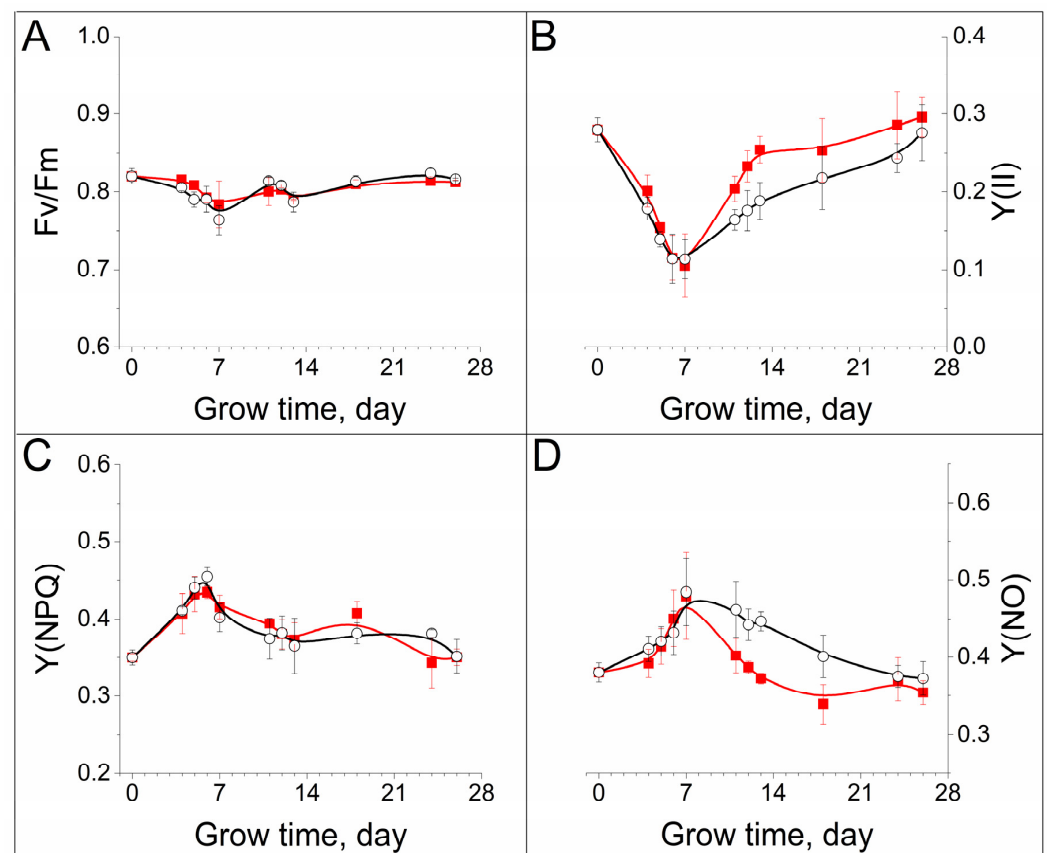 A
1.0
0.9
0.8
0.7
0.6
Fv/Fm
0 7 14 21 28
Grow time, day
B
0.4
0.3
0.2
0.1
0.0
Y(II)
0 7 14 21 28
Grow time, day
C
0.6
0.5
0.4
0.3
0.2
Y(NPQ)
0 7 14 21 28
Grow time, day
D
0.6
0.5
0.4
0.3
Y(NO)
0 7 14 21 28
Grow time, day